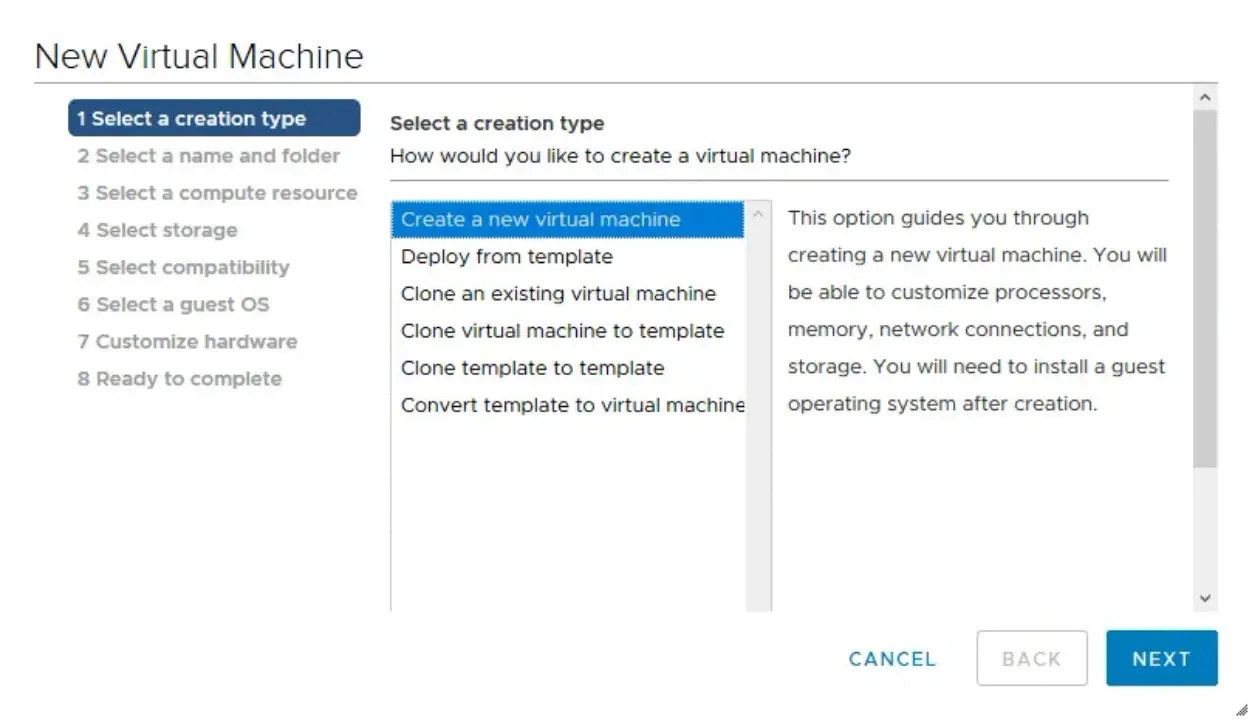 New Virtual Machine
1 Select a creation type
2 Select a name and folder
3 Select a compute resource
4 Select storage
5 Select compatibility
6 Select a guest OS
7 Customize hardware
8 Ready to complete
Select a creation type
How would you like to create a virtual machine?
Create a new virtual machine
Deploy from template
Clone an existing virtual machine
Clone virtual machine to template
Clone template to template
Convert template to virtual machine
This option guides you through
creating a new virtual machine. You will
be able to customize processors,
memory, network connections, and
storage. You will need to install a guest
operating system after creation.
CANCEL
BACK
NEXT